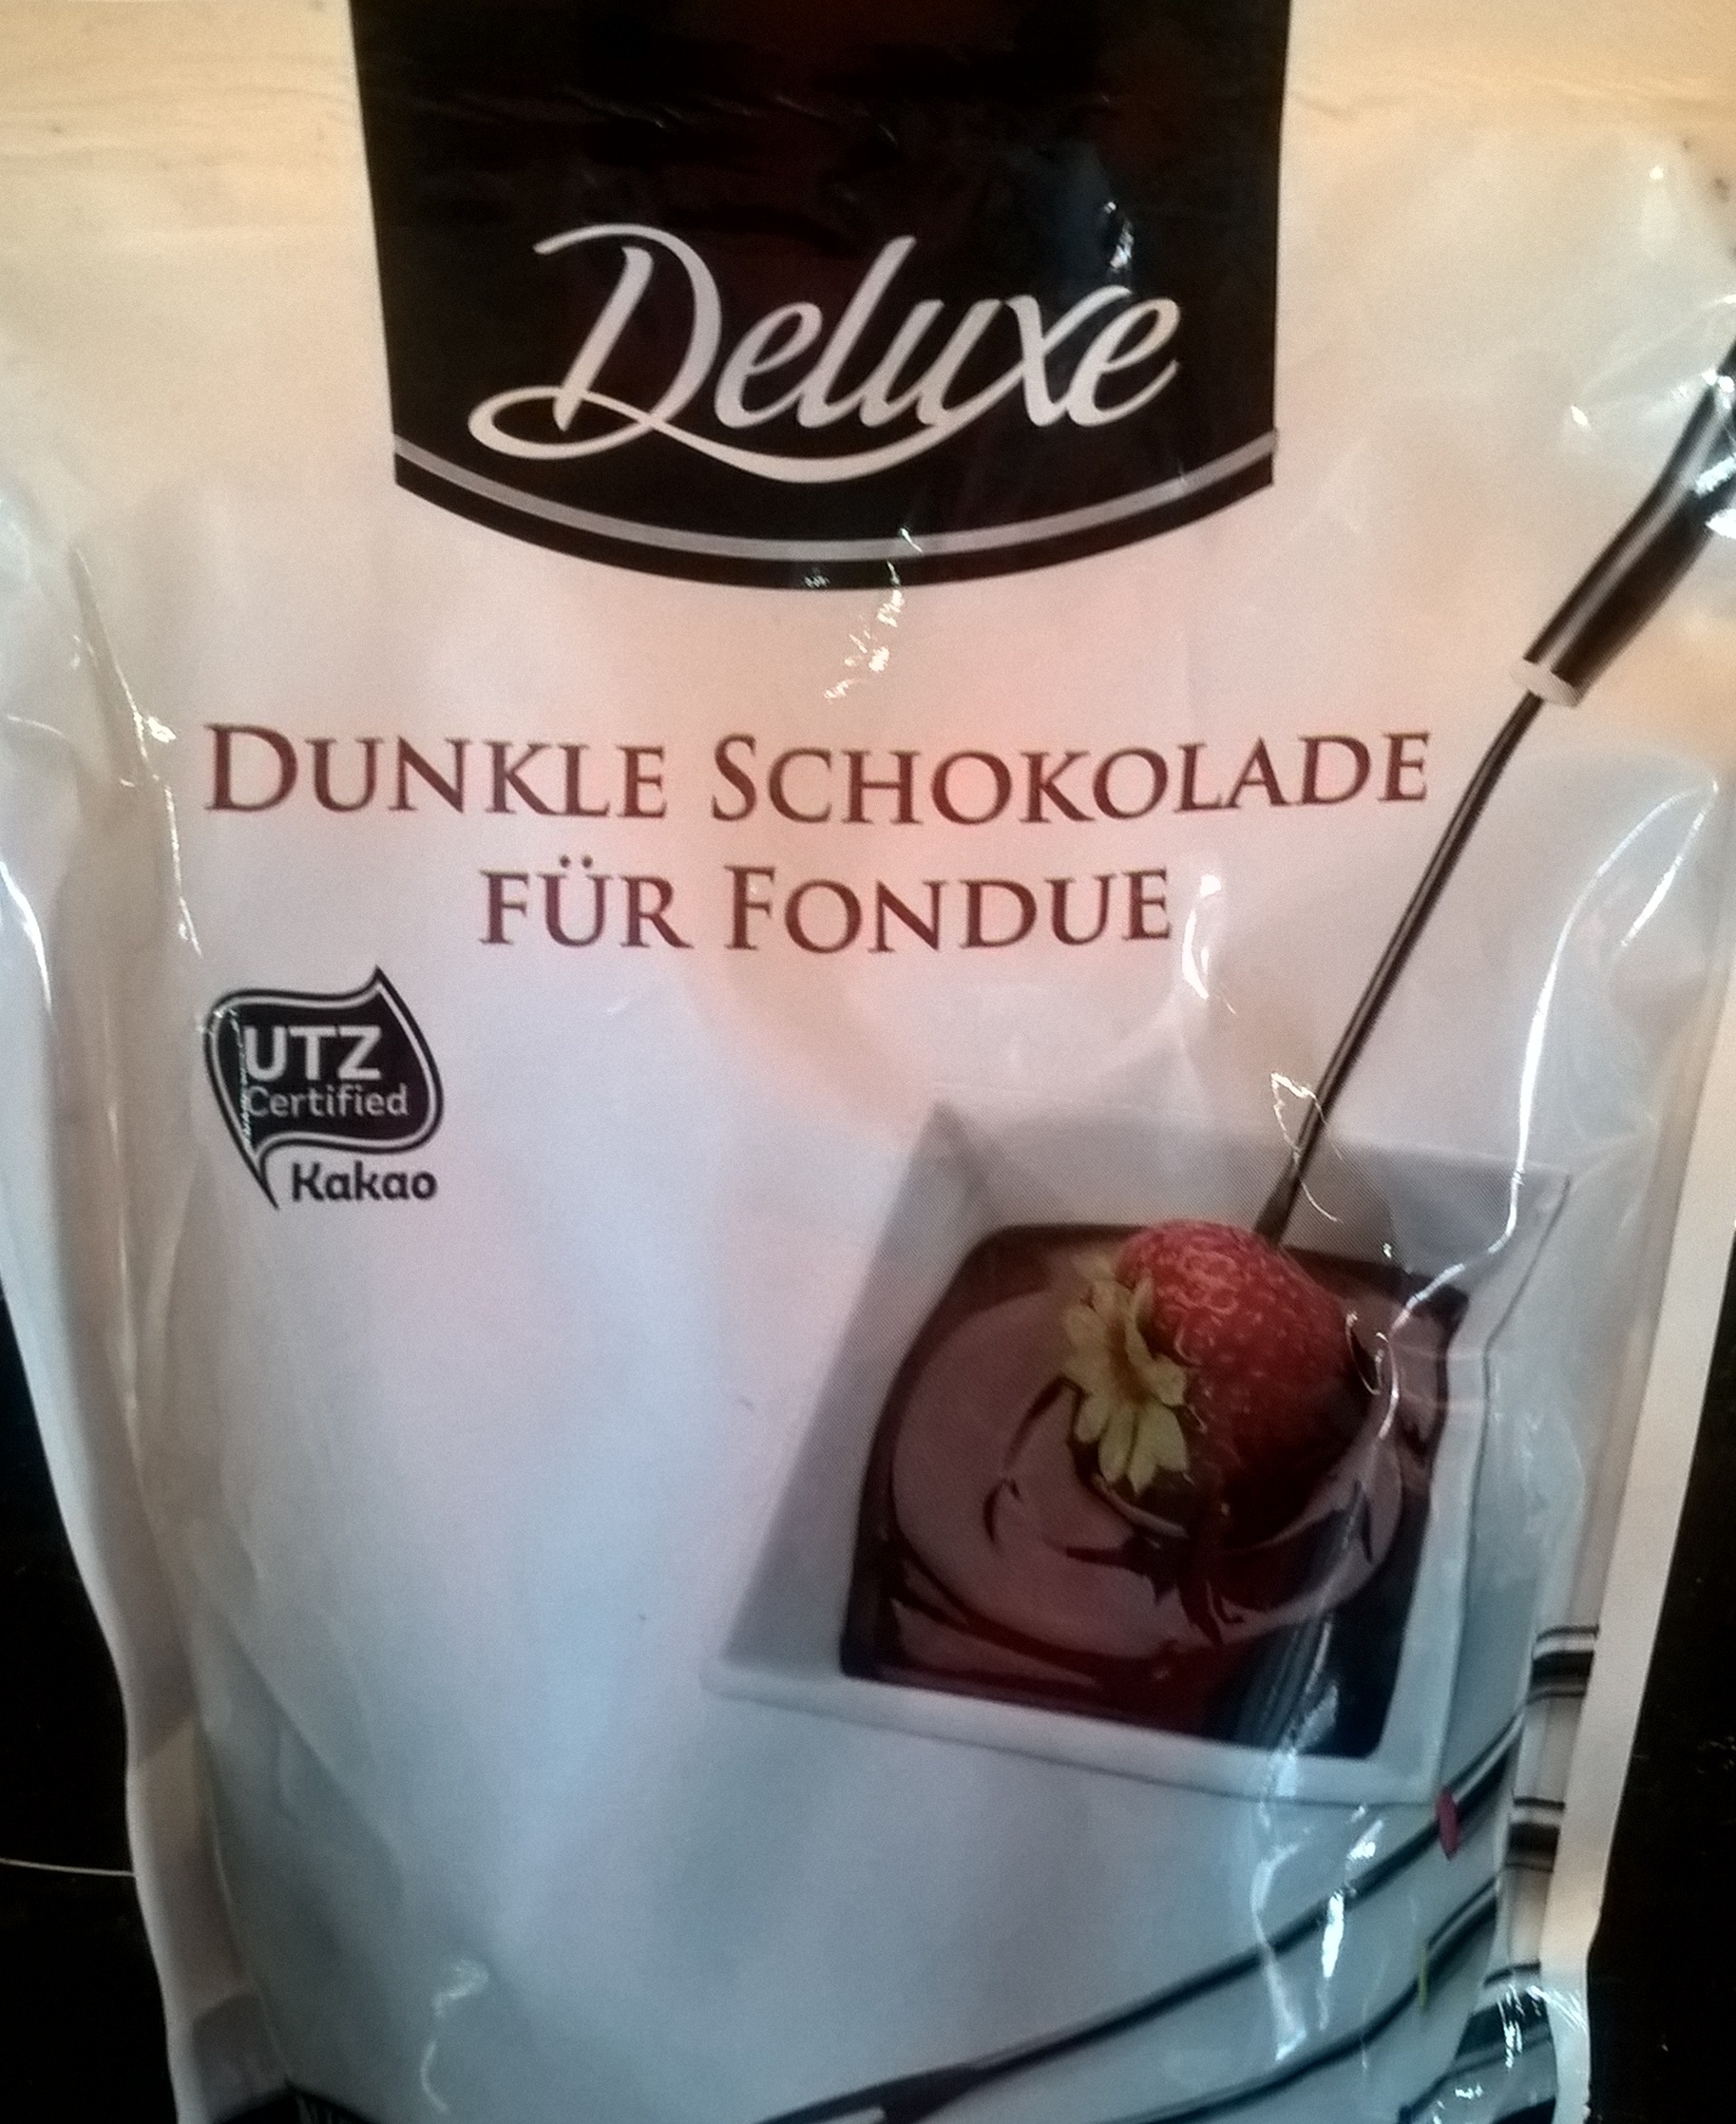 Deluxe
DUNKLE SCHOKOLADE
FÜR FONDUE
UTZ
Certified
Kakao